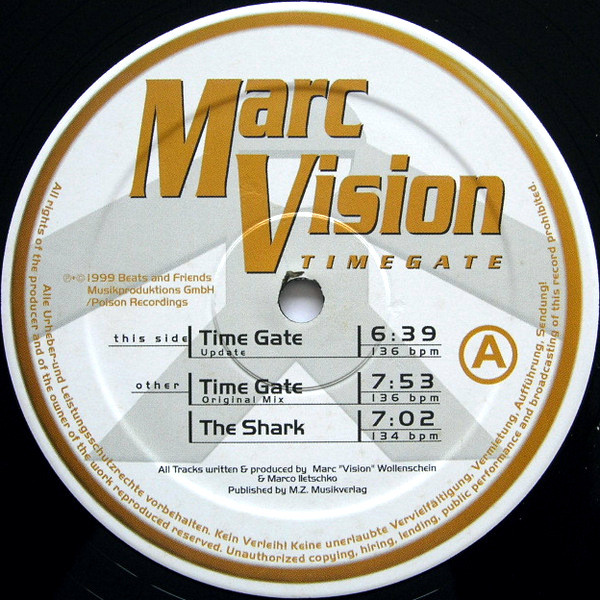 Marc
Vision
TIMEGATE
℗+© 1999 Beats and Friends
Musikproduktions GmbH
/Poison Recordings
this side Time Gate 6:39
Update 136 bpm
A
other Time Gate 7:53
Original Mix 136 bpm
The Shark 7:02
134 bpm
All Tracks written & produced by Marc "Vision" Wollenschein
& Marco Iletschko
Published by M.Z. Musikverlag
Alle Urheber-und Leistungsschutzrechte vorbehalten. Kein Verleih! Keine unerlaubte Vervielfältigung, Vermietung, Aufführung, Sendung!
All rights of the producer and of the owner of the work reproduced reserved. Unauthorized copying, hiring, lending, public performance and broadcasting of this record prohibited.